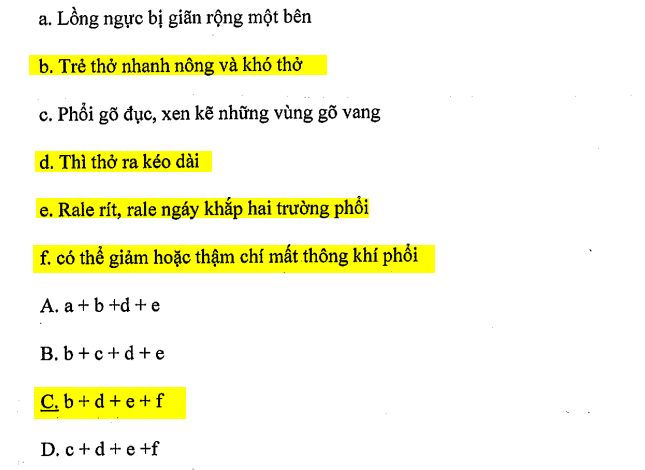 a. Lồng ngực bị giãn rộng một bên
b. Trẻ thở nhanh nông và khó thở
c. Phổi gõ đục, xen kẽ những vùng gõ vang
d. Thì thở ra kéo dài
e. Rale rít, rale ngáy khắp hai trường phổi
f. có thể giảm hoặc thậm chí mất thông khí phổi
A. a + b +d + e
B. b + c + d + e
C. b + d + e + f
D. c + d + e +f